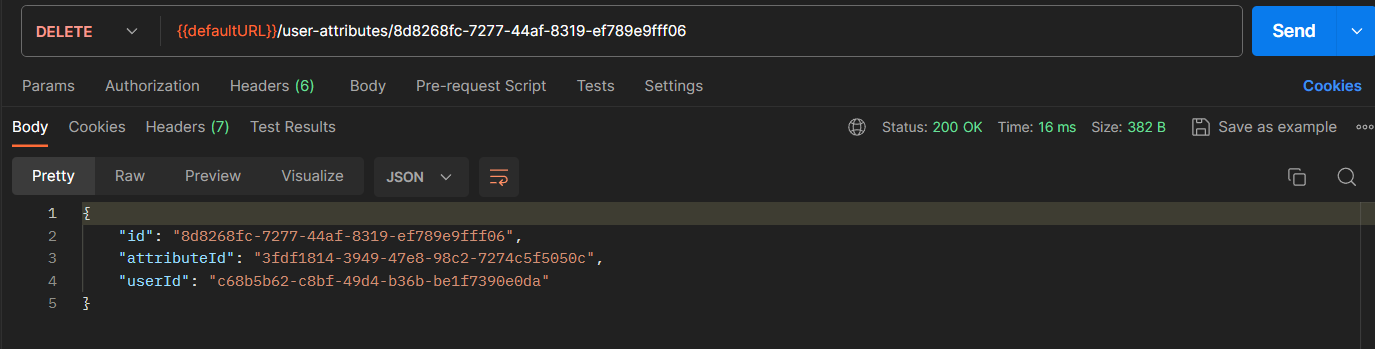 DELETE {{defaultURL}}/user-attributes/8d8268fc-7277-44af-8319-ef789e9fff06 Send
Params Authorization Headers (6) Body Pre-request Script Tests Settings Cookies
Body Cookies Headers (7) Test Results Status: 200 OK Time: 16 ms Size: 382 B Save as example
Pretty Raw Preview Visualize JSON
1 {
2 "id": "8d8268fc-7277-44af-8319-ef789e9fff06",
3 "attributeId": "3fdf1814-3949-47e8-98c2-7274c5f5050c",
4 "userId": "c68b5b62-c8bf-49d4-b36b-be1f7390e0da"
5 }